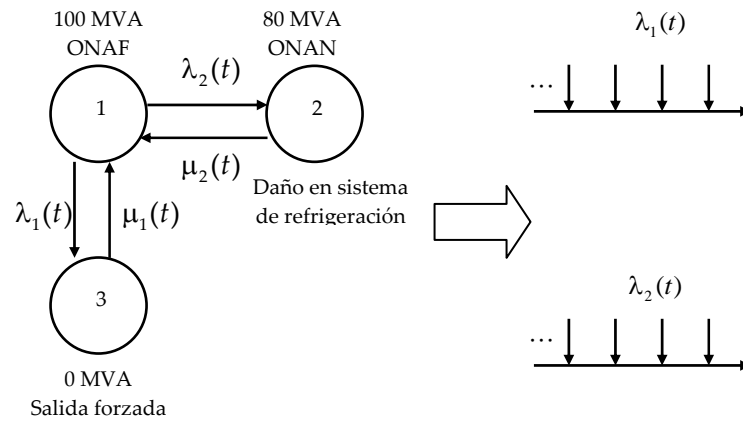 100 MVA
ONAF
80 MVA
ONAN
λ₁(t)
λ₂(t)
1
2
...
μ₂(t)
Daño en sistema
de refrigeración
λ₁(t)
μ₁(t)
λ₂(t)
3
...
0 MVA
Salida forzada